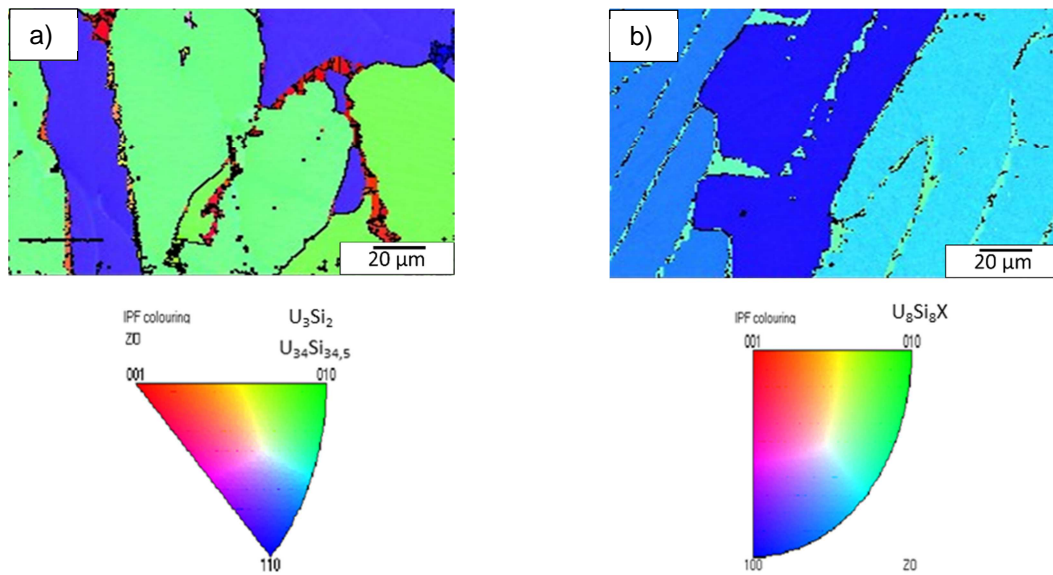 a)
20 µm
b)
20 µm
IPF colouring
Z0
U₃Si₂
U₃₄Si₃₄,₅
001
010
110
IPF colouring
U₈Si₈X
001
010
100
Z0